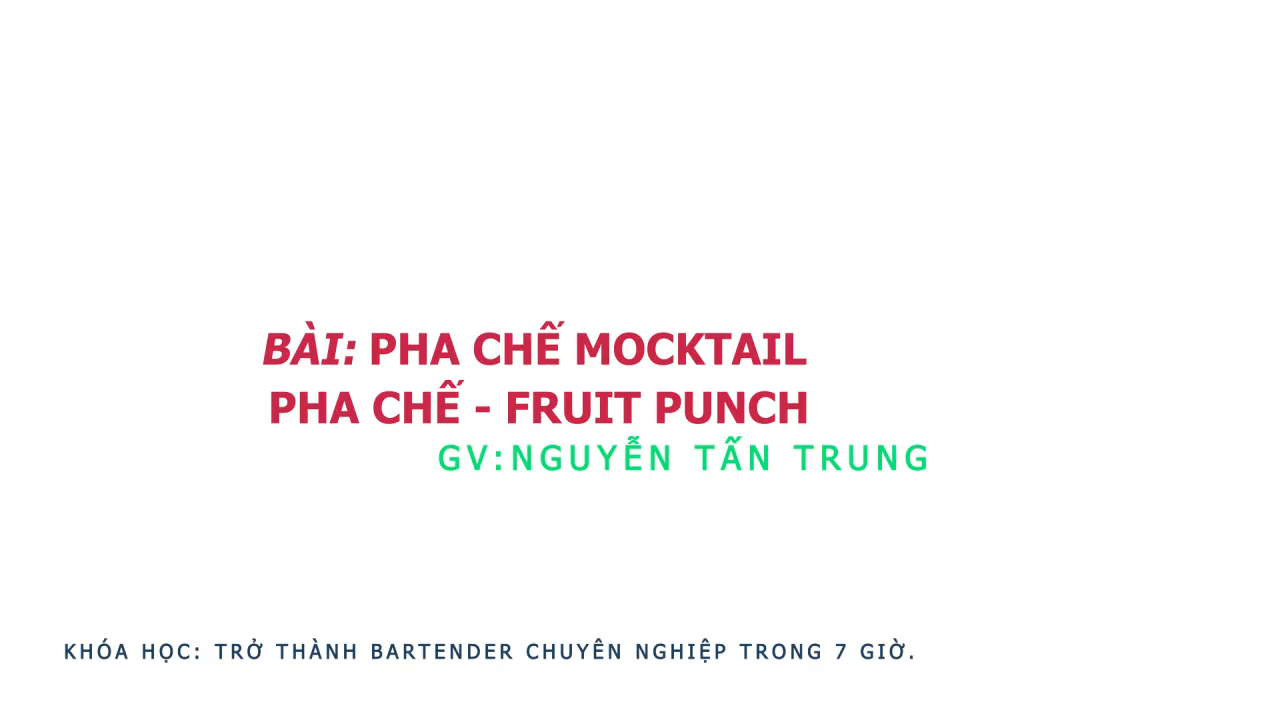 BÀI: PHA CHẾ MOCKTAIL
PHA CHẾ - FRUIT PUNCH
GV:NGUYỄN TẤN TRUNG
KHÓA HỌC: TRỞ THÀNH BARTENDER CHUYÊN NGHIỆP TRONG 7 GIỜ.